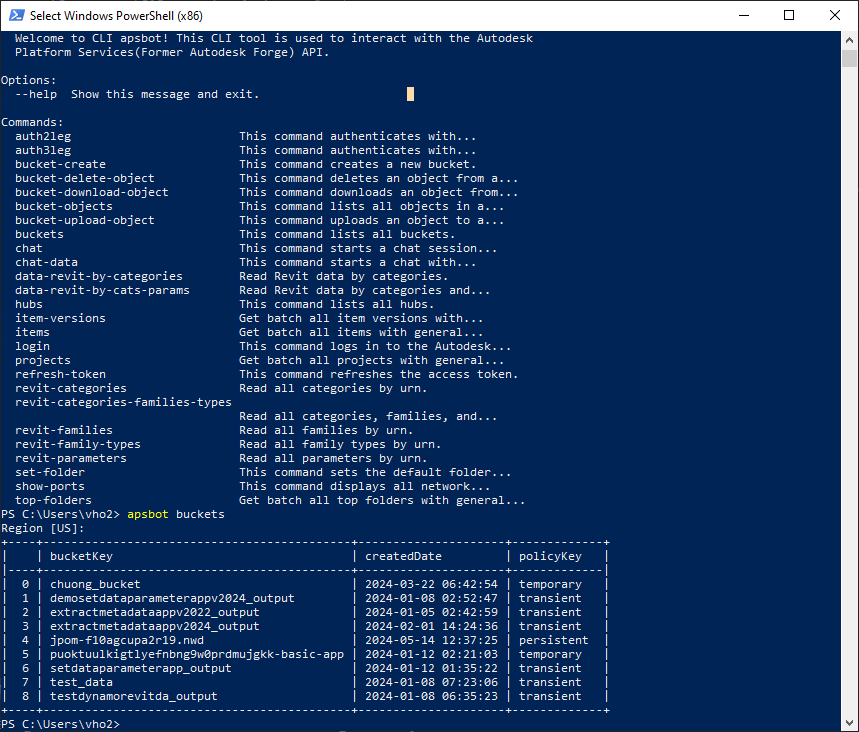 Select Windows PowerShell (x86)
Welcome to CLI apsbot! This CLI tool is used to interact with the Autodesk
Platform Services(Former Autodesk Forge) API.
Options:
--help  Show this message and exit.
Commands:
auth2leg                        This command authenticates with...
auth3leg                        This command authenticates with...
bucket-create                   This command creates a new bucket.
bucket-delete-object            This command deletes an object from a...
bucket-download-object          This command downloads an object from...
bucket-objects                  This command lists all objects in a...
bucket-upload-object            This command uploads an object to a...
buckets                         This command lists all buckets.
chat                            This command starts a chat session...
chat-data                       This command starts a chat with...
data-revit-by-categories        Read Revit data by categories.
data-revit-by-cats-params       Read Revit data by categories and...
hubs                            This command lists all hubs.
item-versions                   Get batch all item versions with...
items                           Get batch all items with general...
login                           This command logs in to the Autodesk...
projects                        Get batch all projects with general...
refresh-token                   This command refreshes the access token.
revit-categories                Read all categories by urn.
revit-categories-families-types
Read all categories, families, and...
revit-families                  Read all families by urn.
revit-family-types              Read all family types by urn.
revit-parameters                Read all parameters by urn.
set-folder                      This command sets the default folder...
show-ports                      This command displays all network...
top-folders                     Get batch all top folders with general...
PS C:\Users\vho2> apsbot buckets
Region [US]:
+----+--------------------------------------------+---------------------+-------------+
|    | bucketKey                                  | createdDate         | policyKey   |
|----+--------------------------------------------+---------------------+-------------|
|  0 | chuong_bucket                              | 2024-03-22 06:42:54 | temporary   |
|  1 | demosetdataparameterappv2024_output        | 2024-01-08 02:52:47 | transient   |
|  2 | extractmetadataappv2022_output             | 2024-01-05 02:42:59 | transient   |
|  3 | extractmetadataappv2024_output             | 2024-02-01 14:24:36 | transient   |
|  4 | jpom-f10agcupa2r19.nwd                     | 2024-05-14 12:37:25 | persistent  |
|  5 | puoktuulkigtlyefnbng9w0prdmujgkk-basic-app | 2024-01-12 02:21:03 | temporary   |
|  6 | setdataparameterapp_output                 | 2024-01-12 01:35:22 | transient   |
|  7 | test_data                                  | 2024-01-08 07:23:06 | transient   |
|  8 | testdynamorevitda_output                   | 2024-01-08 06:35:23 | transient   |
+----+--------------------------------------------+---------------------+-------------+
PS C:\Users\vho2>